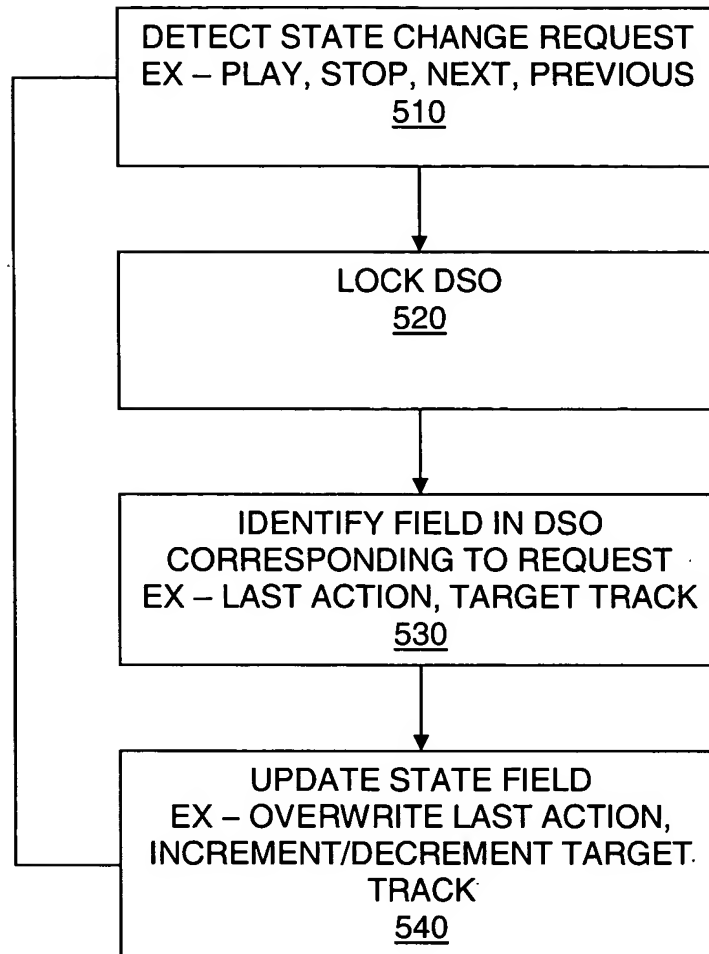 DETECT STATE CHANGE REQUEST
EX – PLAY, STOP, NEXT, PREVIOUS
510
LOCK DSO
520
IDENTIFY FIELD IN DSO
CORRESPONDING TO REQUEST
EX – LAST ACTION, TARGET TRACK
530
UPDATE STATE FIELD
EX – OVERWRITE LAST ACTION,
INCREMENT/DECREMENT TARGET
TRACK
540